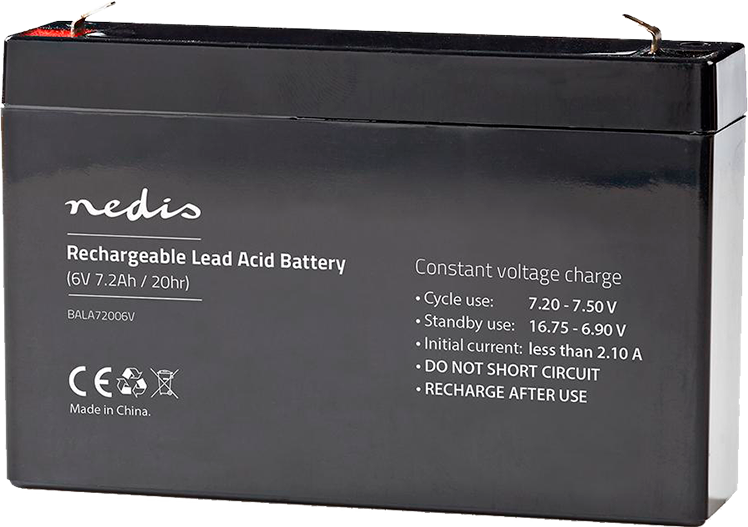 nedis
Rechargeable Lead Acid Battery
(6V 7.2Ah / 20hr)
BALA72006V
CE
Made in China.
Constant voltage charge
• Cycle use: 7.20 - 7.50 V
• Standby use: 16.75 - 6.90 V
• Initial current: less than 2.10 A
• DO NOT SHORT CIRCUIT
• RECHARGE AFTER USE